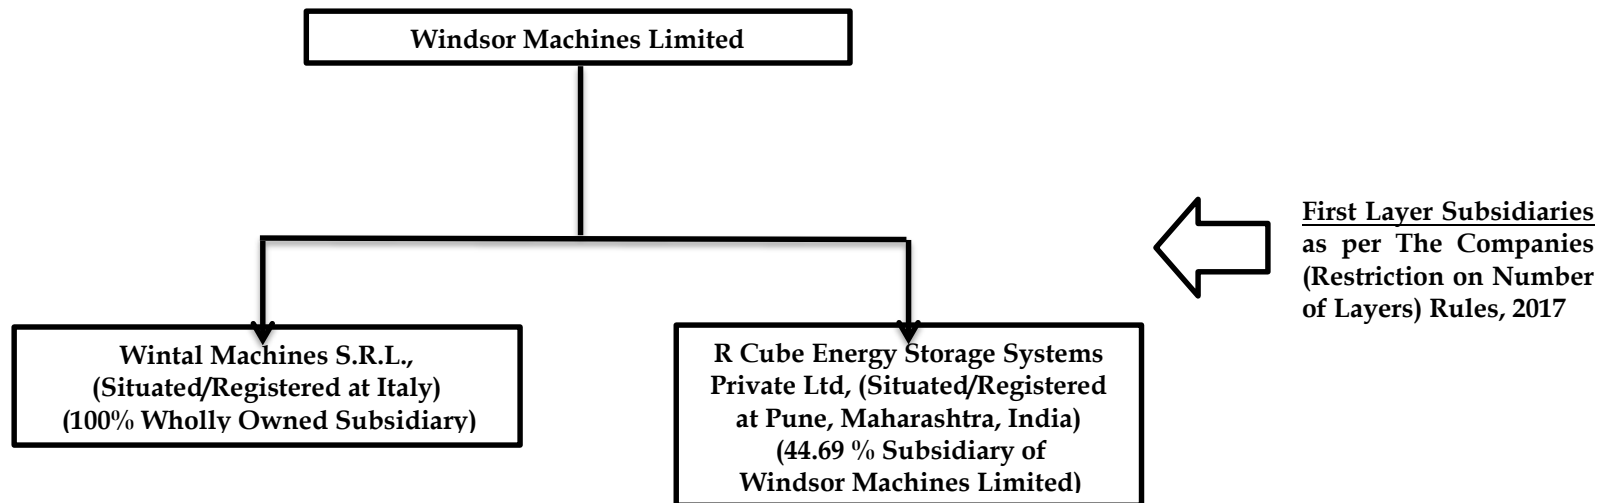 Windsor Machines Limited
First Layer Subsidiaries
as per The Companies
(Restriction on Number
of Layers) Rules, 2017
Wintal Machines S.R.L.,
(Situated/Registered at Italy)
(100% Wholly Owned Subsidiary)
R Cube Energy Storage Systems
Private Ltd, (Situated/Registered
at Pune, Maharashtra, India)
(44.69 % Subsidiary of
Windsor Machines Limited)